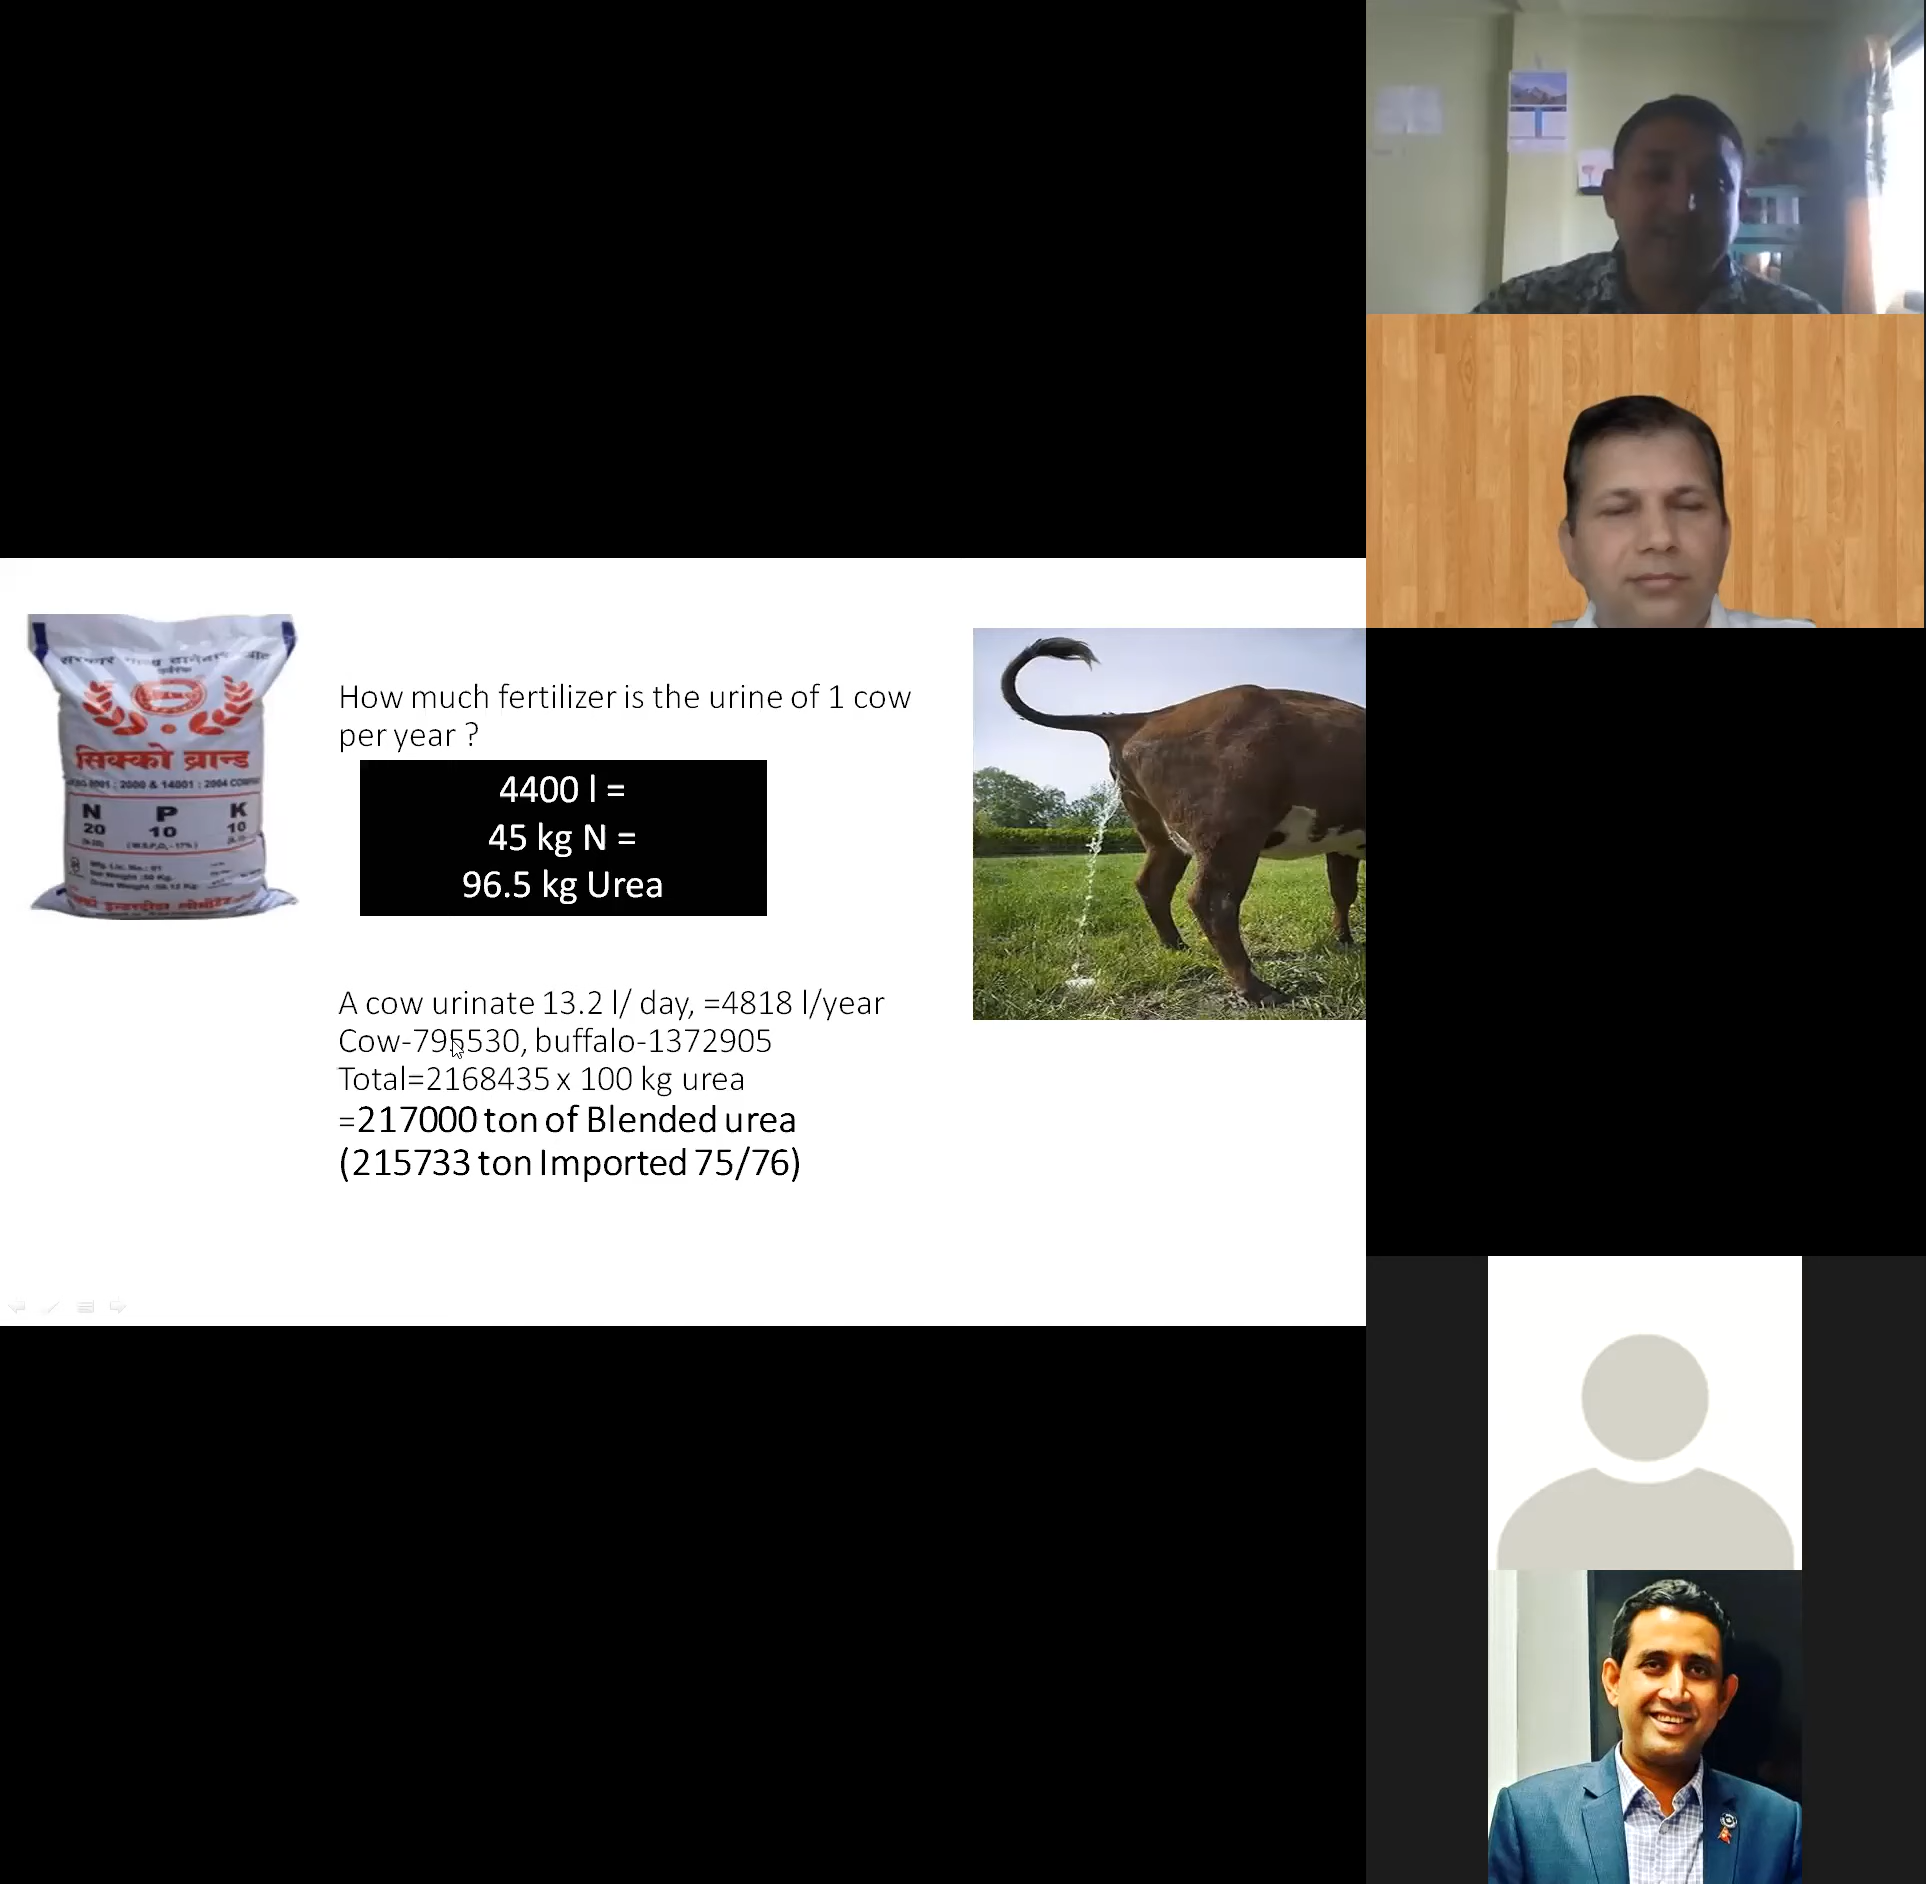 सिक्को ब्रान्ड
N P K
20 10 10
How much fertilizer is the urine of 1 cow
per year ?
4400 l =
45 kg N =
96.5 kg Urea
A cow urinate 13.2 l/ day, =4818 l/year
Cow-795530, buffalo-1372905
Total=2168435 x 100 kg urea
=217000 ton of Blended urea
(215733 ton Imported 75/76)